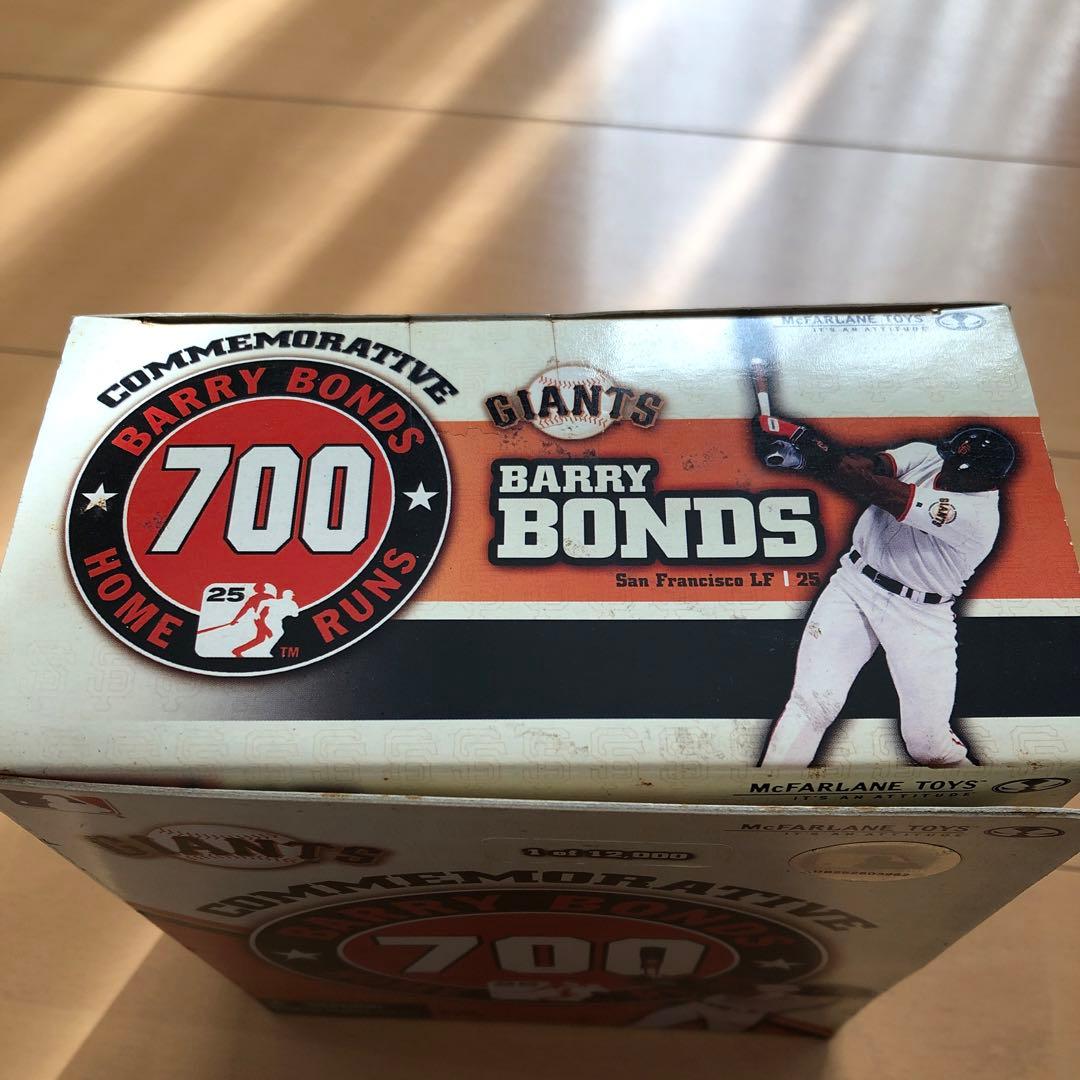 COMMEMORATIVE
BARRY BONDS
700
HOME RUNS
25
TM
GIANTS
BARRY
BONDS
San Francisco LF | 25
McFARLANE TOYS
IT'S AN ATTITUDE
GIANTS
McFARLANE TOYS™
IT'S AN ATTITUDE
GIANTS
1 of 12,000
McFARLANE TOYS
IT'S AN ATTITUDE
COMMEMORATIVE
BARRY BONDS
700